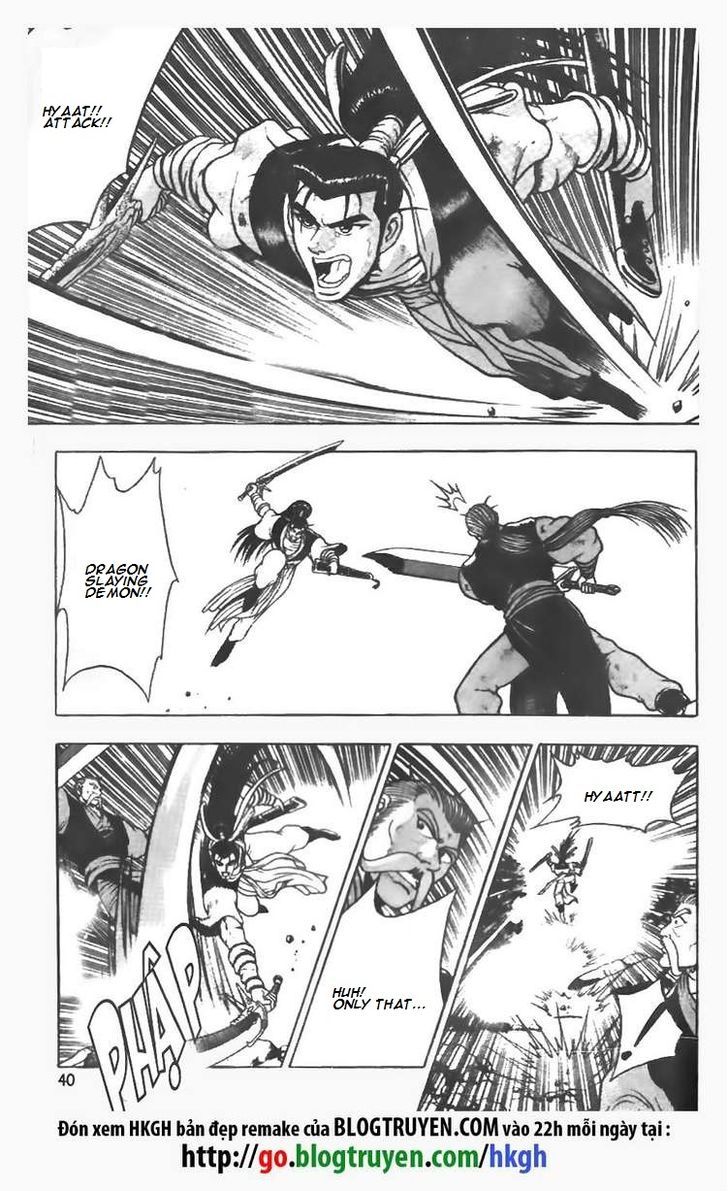 HYAAT!!
ATTACK!!
DRAGON
SLAYING
DEMON!!
HYAATT!!
HUH!
ONLY THAT...
PHẬP
40
Đón xem HKGH bản đẹp remake của BLOGTRUYEN.COM vào 22h mỗi ngày tại :
http://go.blogtruyen.com/hkgh